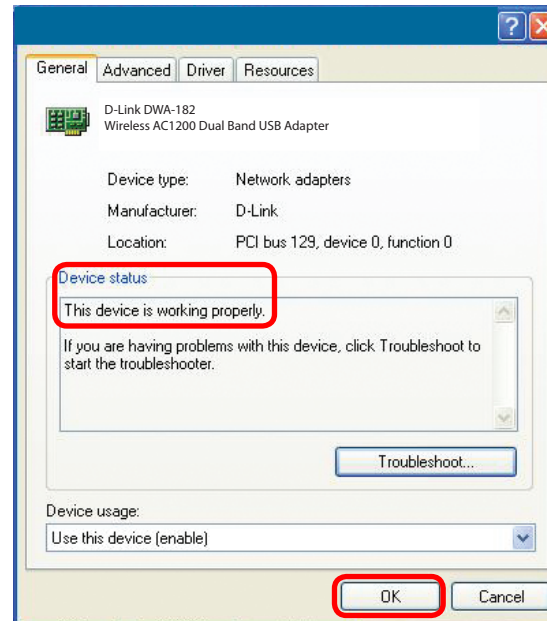 General Advanced Driver Resources
D-Link DWA-182
Wireless AC1200 Dual Band USB Adapter
Device type: Network adapters
Manufacturer: D-Link
Location: PCI bus 129, device 0, function 0
Device status
This device is working properly.
If you are having problems with this device, click Troubleshoot to
start the troubleshooter.
Troubleshoot...
Device usage:
Use this device (enable)
OK Cancel